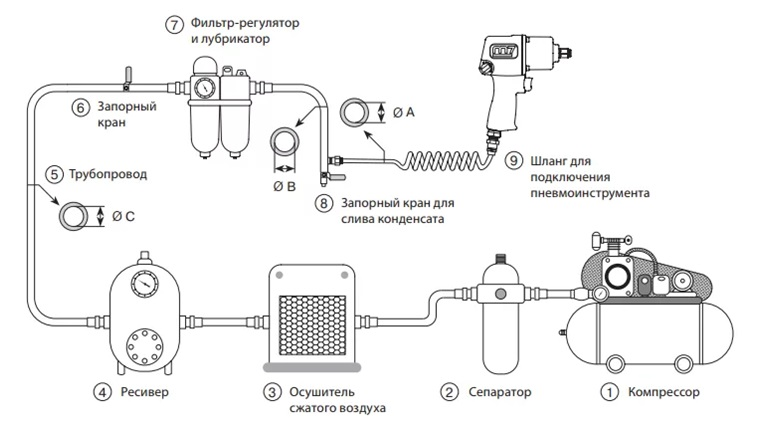 7 Фильтр-регулятор
и лубрикатор
6 Запорный
кран
Ø A
Ø B
5 Трубопровод
Ø C
8 Запорный кран для
слива конденсата
9 Шланг для
подключения
пневмоинструмента
4 Ресивер
3 Осушитель
сжатого воздуха
2 Сепаратор
1 Компрессор